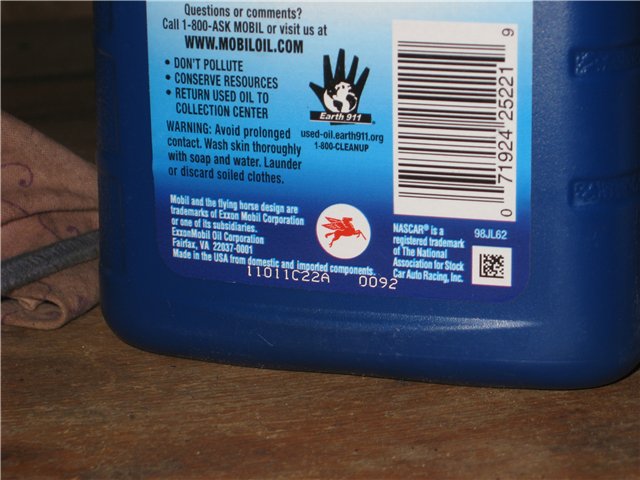 Questions or comments?
Call 1-800-ASK MOBIL or visit us at
WWW.MOBILOIL.COM
• DON'T POLLUTE
• CONSERVE RESOURCES
• RETURN USED OIL TO
COLLECTION CENTER
Earth 911
used-oil.earth911.org
1-800-CLEANUP
WARNING: Avoid prolonged
contact. Wash skin thoroughly
with soap and water. Launder
or discard soiled clothes.
0 71924 25221 9
Mobil and the flying horse design are
trademarks of Exxon Mobil Corporation
or one of its subsidiaries.
ExxonMobil Oil Corporation
Fairfax, VA 22037-0001
Made in the USA from domestic and imported components.
NASCAR® is a
registered trademark
of The National
Association for Stock
Car Auto Racing, Inc.
98JL62
11011C22A 0092